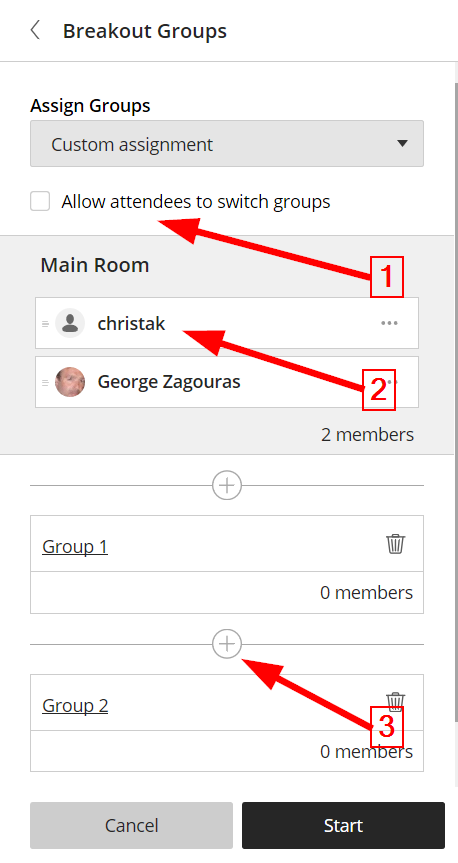 Breakout Groups
Assign Groups
Custom assignment
Allow attendees to switch groups
1
Main Room
christak
George Zagouras
2
2 members
Group 1
0 members
Group 2
3
0 members
Cancel
Start